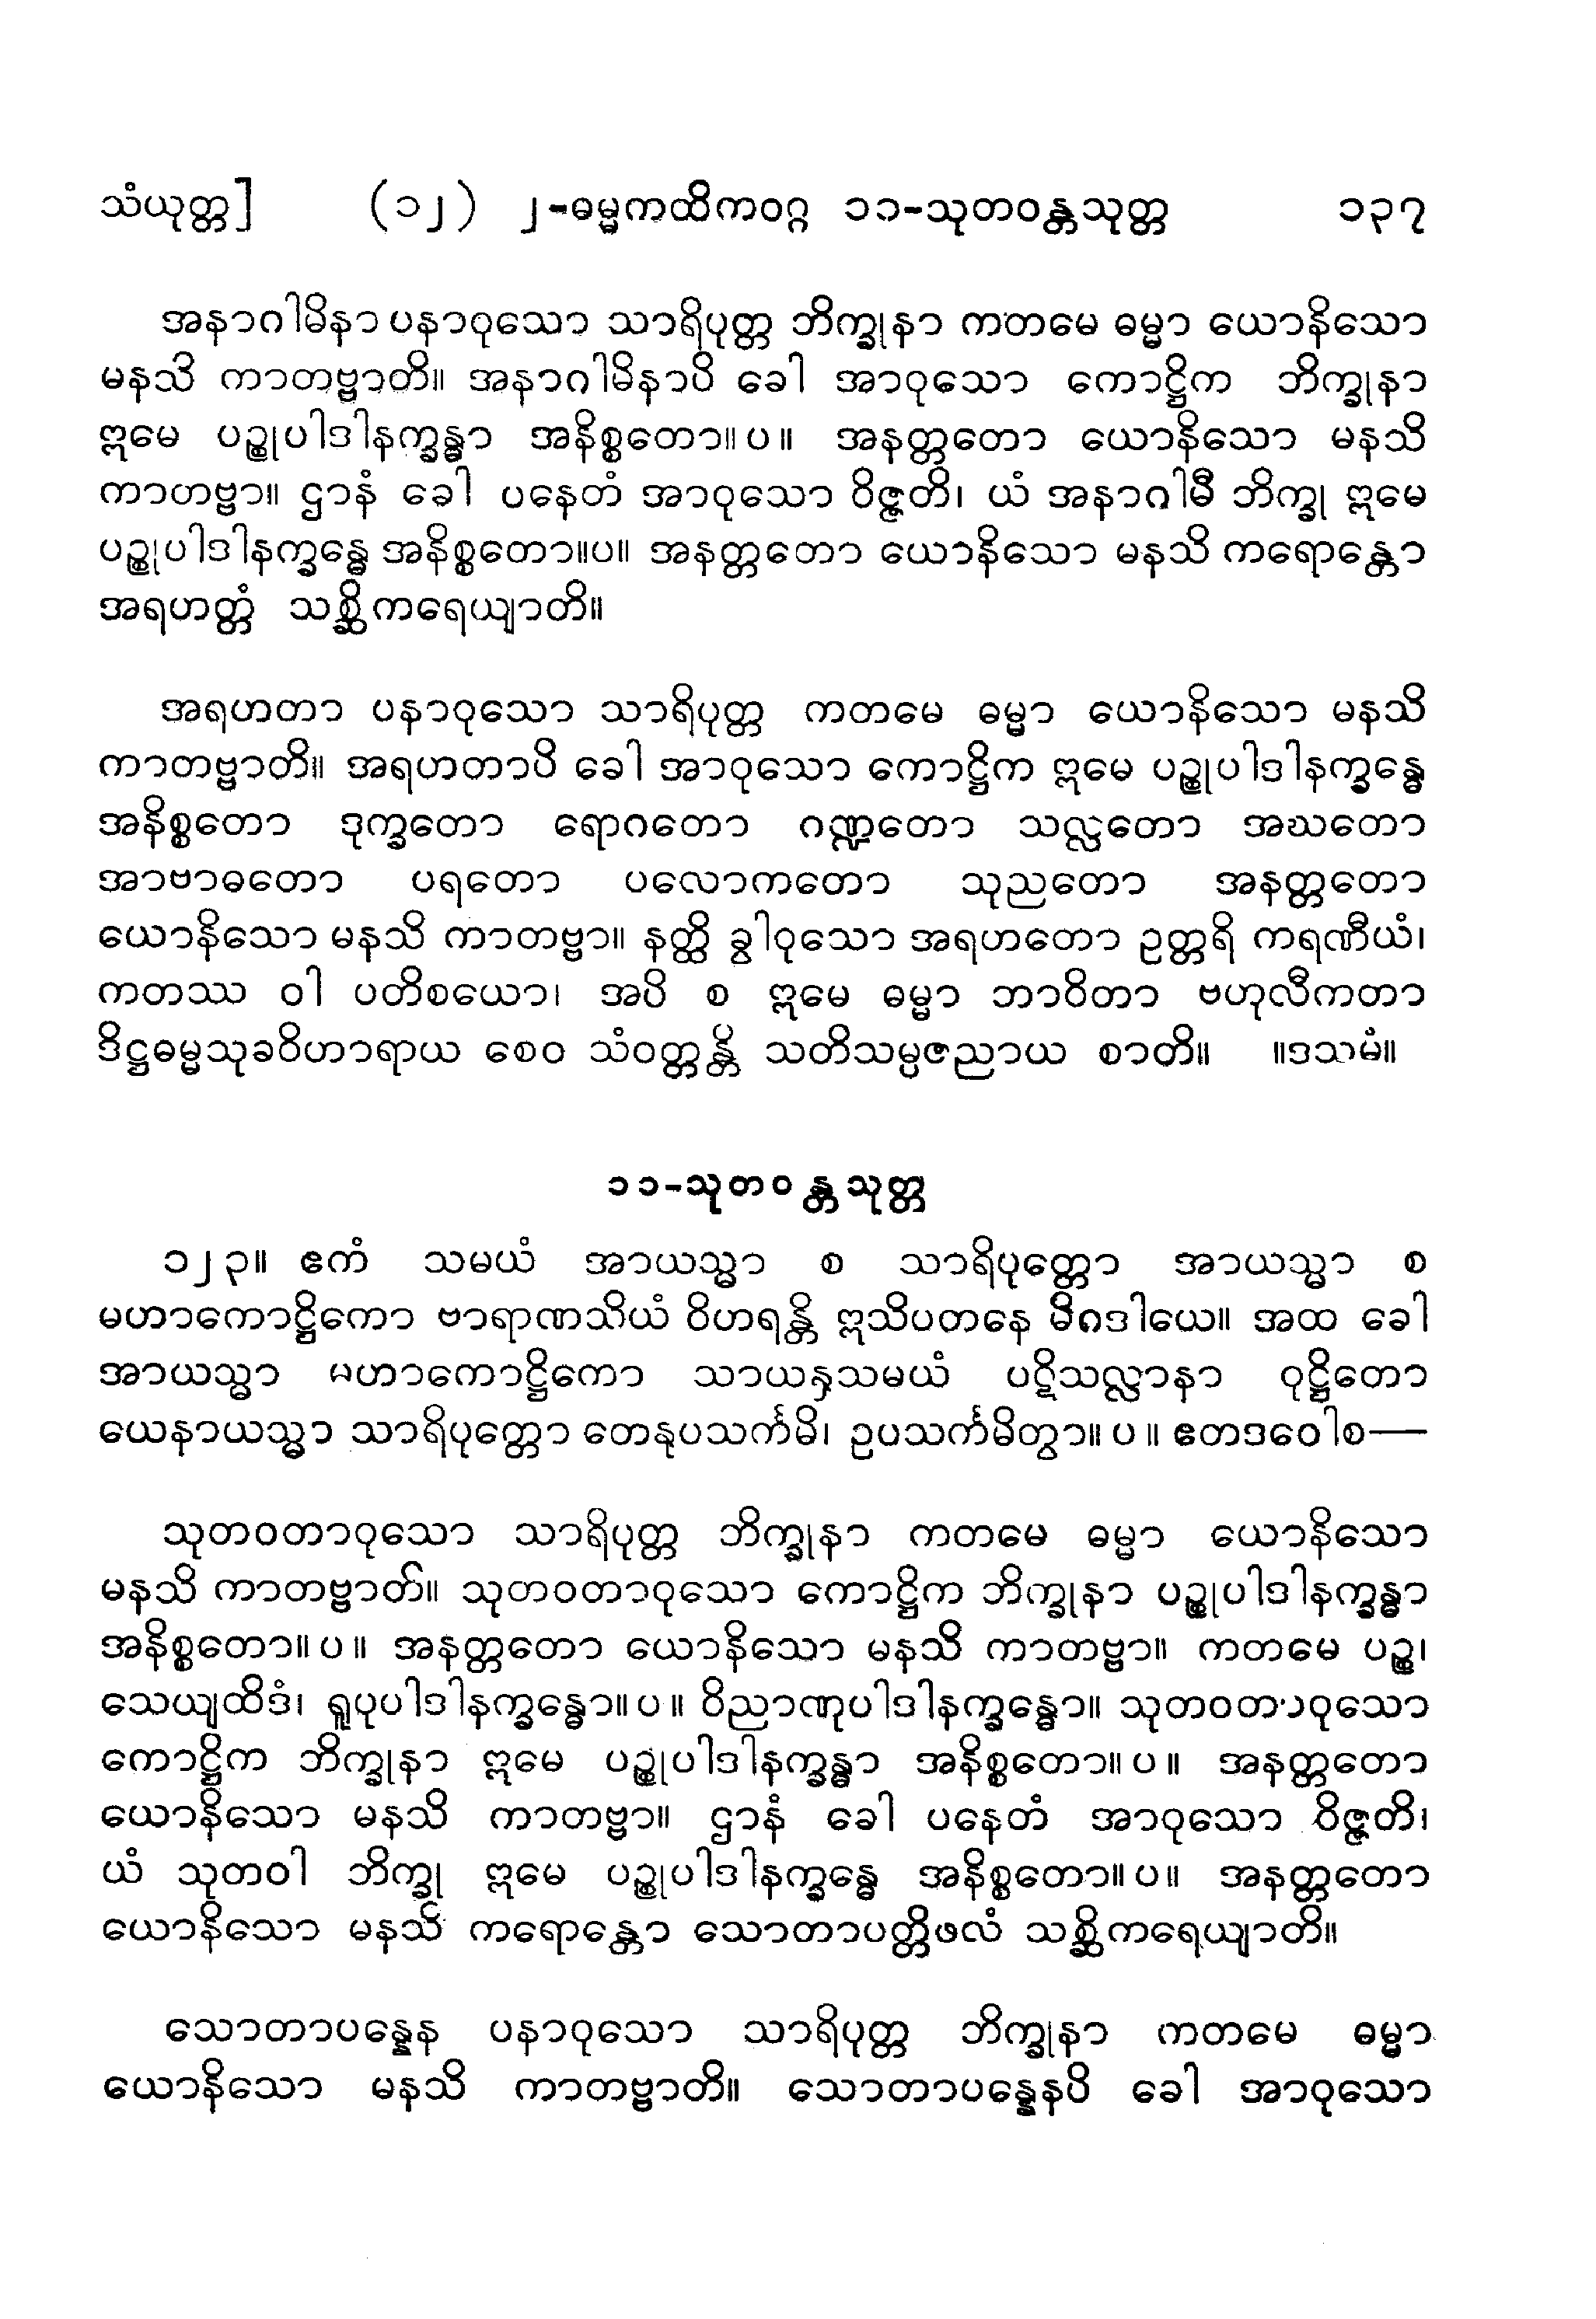 သံယုတ္တ] (၁၂) ၂-ဓမ္မကထိကဝဂ္ဂ ၁၁-သုတဝန္တသုတ္တ ၁၃၇
အနာဂါမိနာ ပနာဝုသော သာရိပုတ္တ ဘိက္ခုနာ ကတမေ ဓမ္မာ ယောနိသော
မနသိ ကာတဗ္ဗာတိ။ အနာဂါမိနာပိ ခေါ အာဝုသော ကောဋ္ဌိက ဘိက္ခုနာ
ဣမေ ပဉ္စုပါဒါနက္ခန္ဓာ အနိစ္စတော။ပ။ အနတ္တတော ယောနိသော မနသိ
ကာတဗ္ဗာ။ ဌာနံ ခေါ ပနေတံ အာဝုသော ဝိဇ္ဇတိ၊ ယံ အနာဂါမီ ဘိက္ခု ဣမေ
ပဉ္စုပါဒါနက္ခန္ဓေ အနိစ္စတော။ပ။ အနတ္တတော ယောနိသော မနသိ ကရောန္တော
အရဟတ္တံ သစ္ဆိကရေယျာတိ။
အရဟတာ ပနာဝုသော သာရိပုတ္တ ကတမေ ဓမ္မာ ယောနိသော မနသိ
ကာတဗ္ဗာတိ။ အရဟတာပိ ခေါ အာဝုသော ကောဋ္ဌိက ဣမေ ပဉ္စုပါဒါနက္ခန္ဓေ
အနိစ္စတော ဒုက္ခတော ရောဂတော ဂဏ္ဍတော သလ္လတော အဃတော
အာဗာဓတော ပရတော ပလောကတော သုညတော အနတ္တတော
ယောနိသော မနသိ ကာတဗ္ဗာ။ နတ္ထိ ခွါဝုသော အရဟတော ဥတ္တရိ ကရဏီယံ၊
ကတဿ ဝါ ပတိစယော၊ အပိ စ ဣမေ ဓမ္မာ ဘာဝိတာ ဗဟုလီကတာ
ဒိဋ္ဌဓမ္မသုခဝိဟာရာယ စေဝ သံဝတ္တန္တိ သတိသမ္ပဇညာယ စာတိ။ ။ဒသမံ။
၁၁-သုတဝန္တသုတ္တ
၁၂၃။ ဧကံ သမယံ အာယသ္မာ စ သာရိပုတ္တော အာယသ္မာ စ
မဟာကောဋ္ဌိကော ဗာရာဏသိယံ ဝိဟရန္တိ ဣသိပတနေ မိဂဒါယေ။ အထ ခေါ
အာယသ္မာ မဟာကောဋ္ဌိကော သာယနှသမယံ ပဋိသလ္လာနာ ဝုဋ္ဌိတော
ယေနာယသ္မာ သာရိပုတ္တော တေနုပသင်္ကမိ၊ ဥပသင်္ကမိတွာ။ပ။ ဧတဒဝေါစ—
သုတဝတာဝုသော သာရိပုတ္တ ဘိက္ခုနာ ကတမေ ဓမ္မာ ယောနိသော
မနသိ ကာတဗ္ဗာတိ။ သုတဝတာဝုသော ကောဋ္ဌိက ဘိက္ခုနာ ပဉ္စုပါဒါနက္ခန္ဓာ
အနိစ္စတော။ပ။ အနတ္တတော ယောနိသော မနသိ ကာတဗ္ဗာ။ ကတမေ ပဉ္စ၊
သေယျထိဒံ၊ ရူပုပါဒါနက္ခန္ဓော။ပ။ ဝိညာဏုပါဒါနက္ခန္ဓော။ သုတဝတာဝုသော
ကောဋ္ဌိက ဘိက္ခုနာ ဣမေ ပဉ္စုပါဒါနက္ခန္ဓာ အနိစ္စတော။ပ။ အနတ္တတော
ယောနိသော မနသိ ကာတဗ္ဗာ။ ဌာနံ ခေါ ပနေတံ အာဝုသော ဝိဇ္ဇတိ၊
ယံ သုတဝါ ဘိက္ခု ဣမေ ပဉ္စုပါဒါနက္ခန္ဓေ အနိစ္စတော။ပ။ အနတ္တတော
ယောနိသော မနသိ ကရောန္တော သောတာပတ္တိဖလံ သစ္ဆိကရေယျာတိ။
သောတာပန္နေန ပနာဝုသော သာရိပုတ္တ ဘိက္ခုနာ ကတမေ ဓမ္မာ
ယောနိသော မနသိ ကာတဗ္ဗာတိ။ သောတာပန္နေနပိ ခေါ အာဝုသော